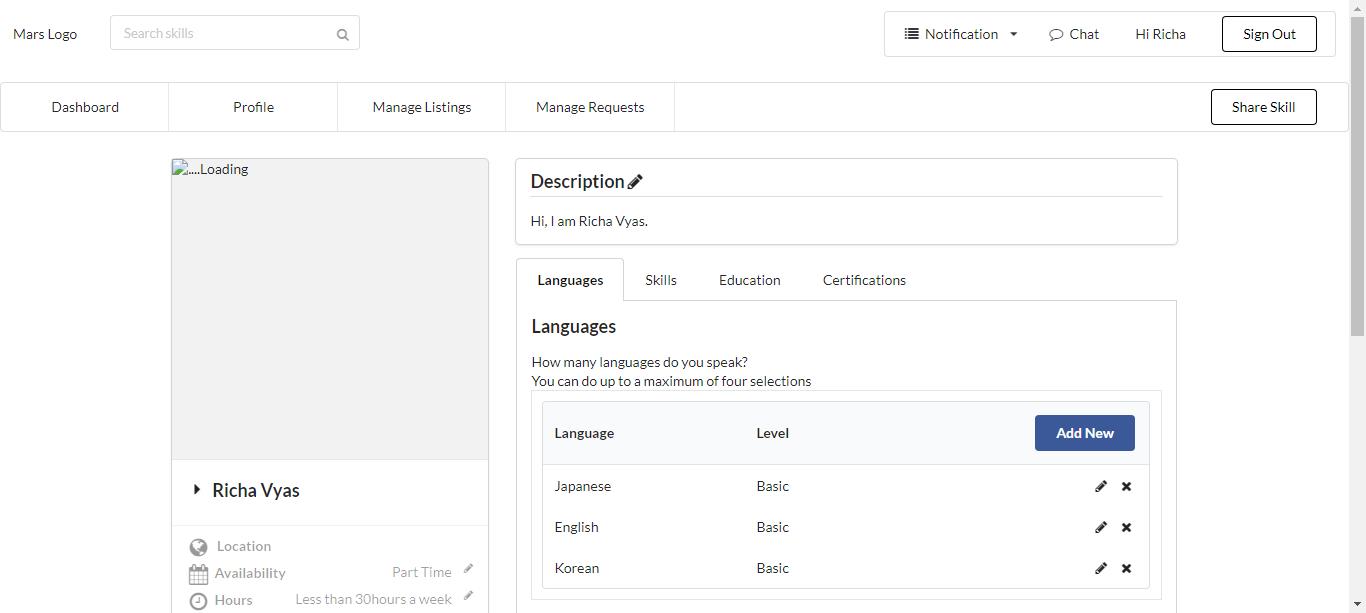 Mars Logo
Search skills
Notification
Chat
Hi Richa
Sign Out
Dashboard
Profile
Manage Listings
Manage Requests
Share Skill
....Loading
Richa Vyas
Location
Availability Part Time
Hours Less than 30hours a week
Description
Hi, I am Richa Vyas.
Languages Skills Education Certifications
Languages
How many languages do you speak?
You can do up to a maximum of four selections
Language Level Add New
Japanese Basic
English Basic
Korean Basic